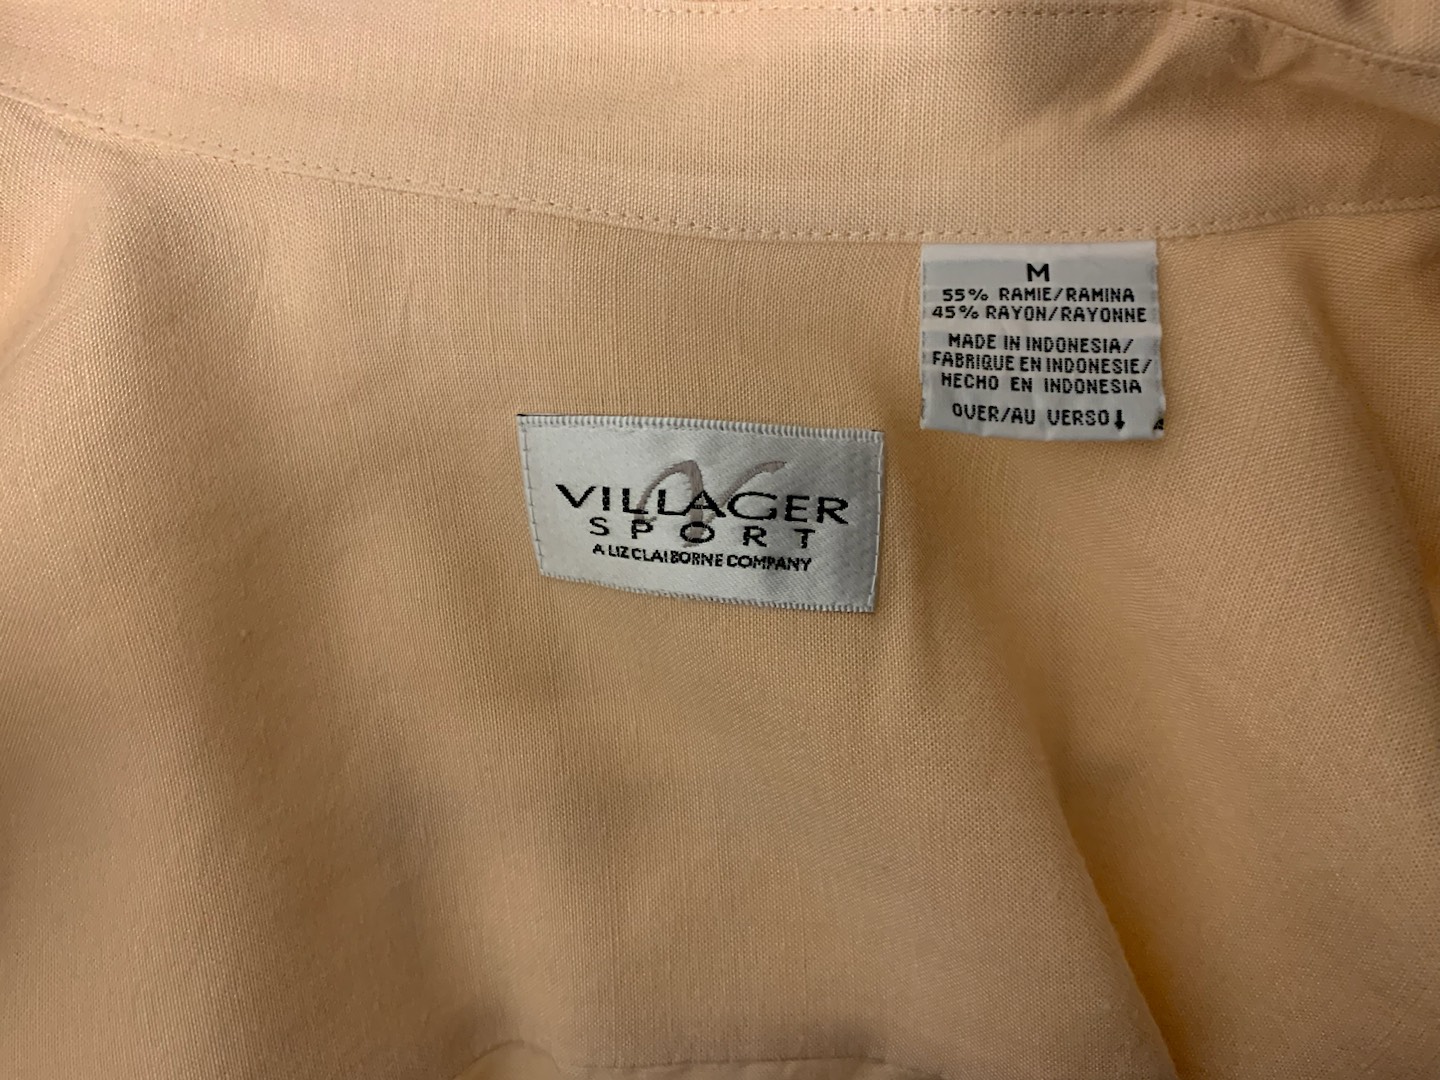 M
55% RAMIE/RAMINA
45% RAYON/RAYONNE
MADE IN INDONESIA/
FABRIQUE EN INDONESIE/
HECHO EN INDONESIA
OVER/AU VERSO↓
VILLAGER
SPORT
A LIZ CLAIBORNE COMPANY